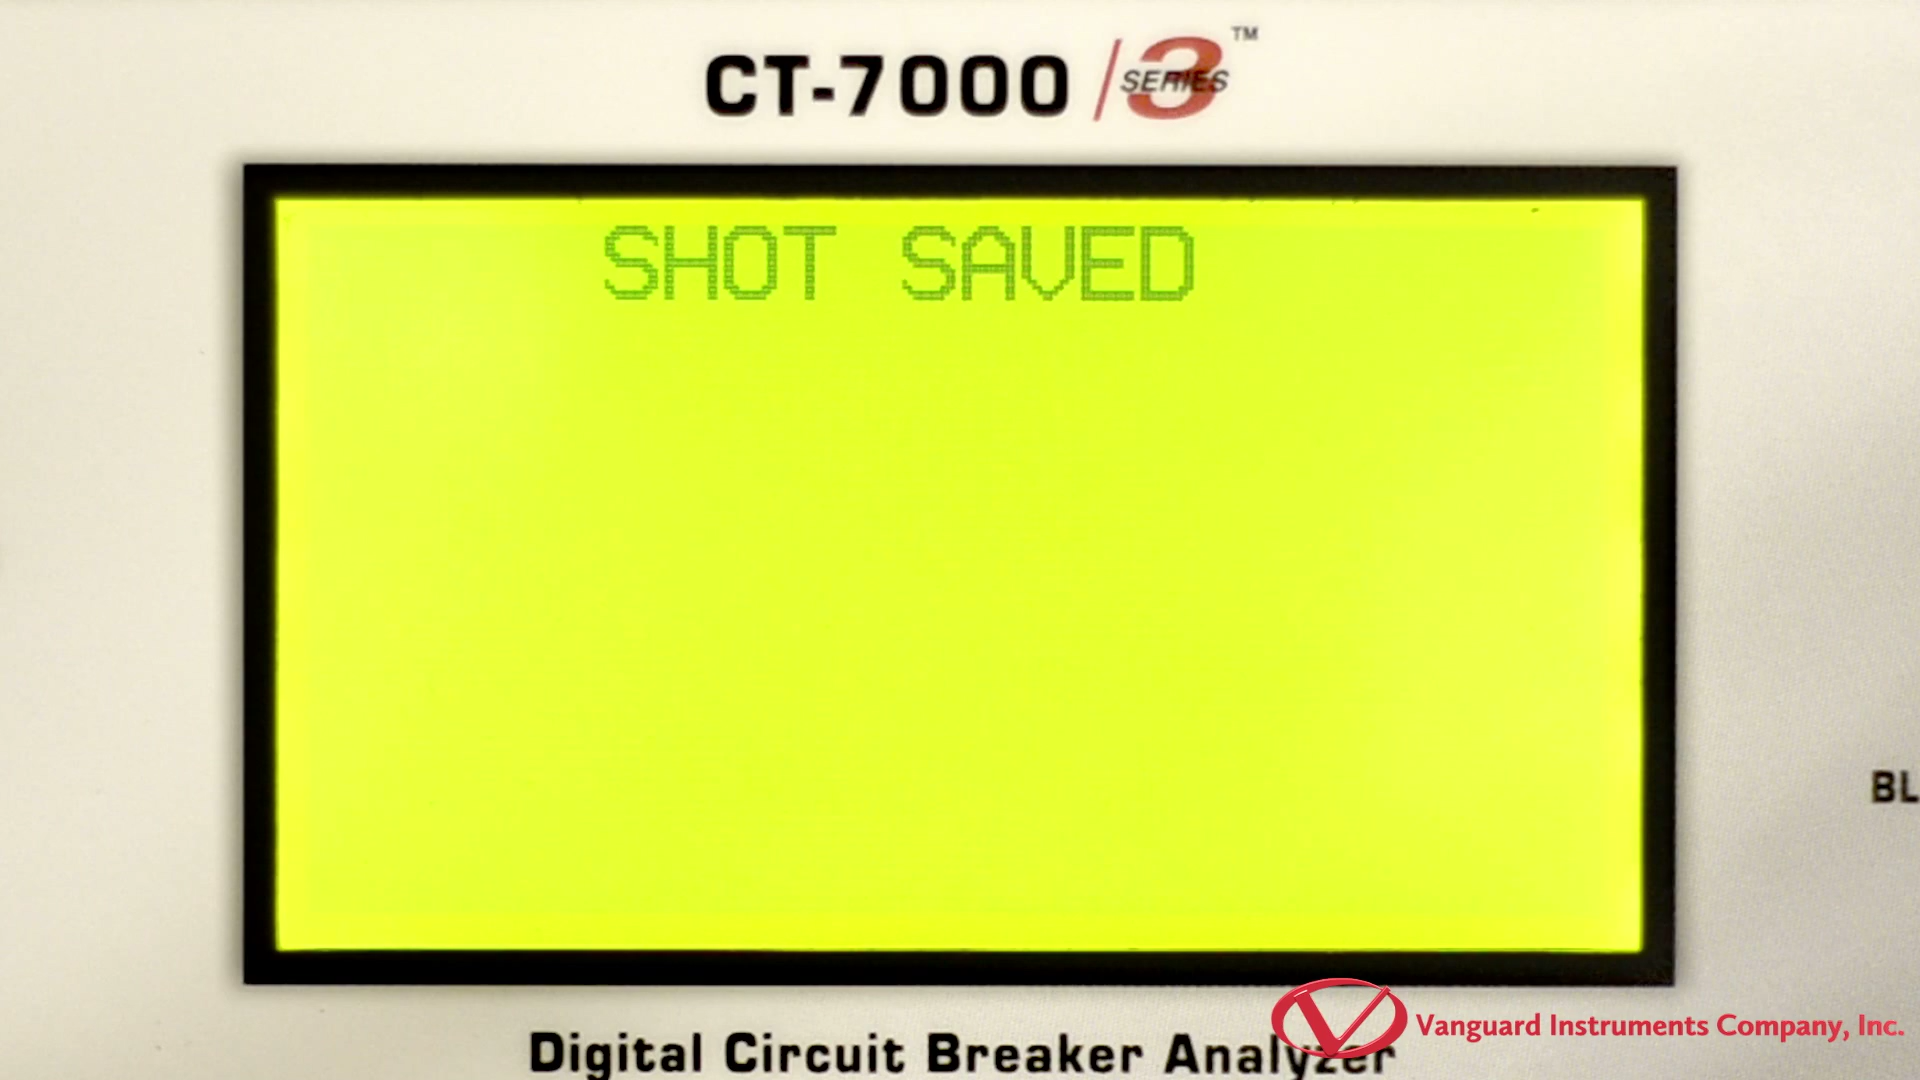 CT-7000 / 3 SERIES ™
SHOT SAVED
BL
Digital Circuit Breaker Analyzer
Vanguard Instruments Company, Inc.